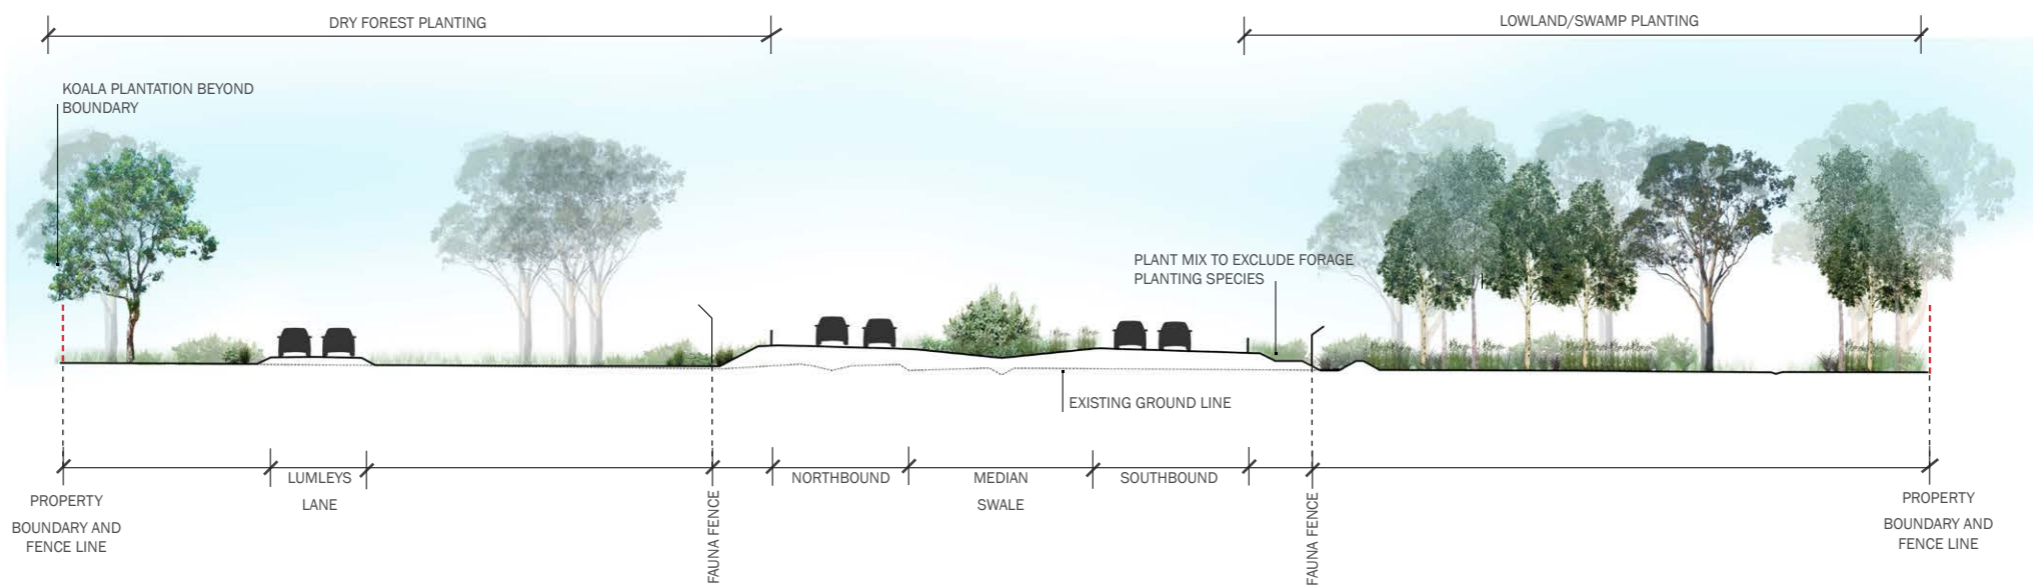 DRY FOREST PLANTING
LOWLAND/SWAMP PLANTING
KOALA PLANTATION BEYOND
BOUNDARY
PLANT MIX TO EXCLUDE FORAGE
PLANTING SPECIES
EXISTING GROUND LINE
PROPERTY
BOUNDARY AND
FENCE LINE
LUMLEYS
LANE
FAUNA FENCE
NORTHBOUND
MEDIAN
SWALE
SOUTHBOUND
FAUNA FENCE
PROPERTY
BOUNDARY AND
FENCE LINE